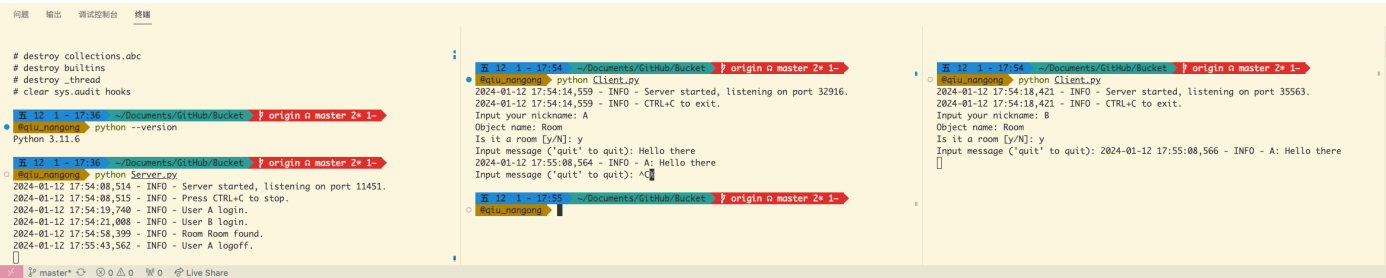 问题 输出 调试控制台 终端
# destroy collections.abc
# destroy builtins
# destroy _thread
# clear sys.audit hooks
五 12 1 - 17:36 ~/Documents/GitHub/Bucket origin master 2* 1-
@qiu_nangong python --version
Python 3.11.6
五 12 1 - 17:36 ~/Documents/GitHub/Bucket origin master 2* 1-
@qiu_nangong python Server.py
2024-01-12 17:54:08,514 - INFO - Server started, listening on port 11451.
2024-01-12 17:54:08,515 - INFO - Press CTRL+C to stop.
2024-01-12 17:54:19,740 - INFO - User A login.
2024-01-12 17:54:21,008 - INFO - User B login.
2024-01-12 17:54:58,399 - INFO - Room Room found.
2024-01-12 17:55:43,562 - INFO - User A logoff.
五 12 1 - 17:54 ~/Documents/GitHub/Bucket origin master 2* 1-
@qiu_nangong python Client.py
2024-01-12 17:54:14,559 - INFO - Server started, listening on port 32916.
2024-01-12 17:54:14,559 - INFO - CTRL+C to exit.
Input your nickname: A
Object name: Room
Is it a room [y/N]: y
Input message ('quit' to quit): Hello there
2024-01-12 17:55:08,564 - INFO - A: Hello there
Input message ('quit' to quit): ^C
五 12 1 - 17:55 ~/Documents/GitHub/Bucket origin master 2* 1-
@qiu_nangong
五 12 1 - 17:54 ~/Documents/GitHub/Bucket origin master 2* 1-
@qiu_nangong python Client.py
2024-01-12 17:54:18,421 - INFO - Server started, listening on port 35563.
2024-01-12 17:54:18,421 - INFO - CTRL+C to exit.
Input your nickname: B
Object name: Room
Is it a room [y/N]: y
Input message ('quit' to quit): 2024-01-12 17:55:08,566 - INFO - A: Hello there
master* 0 0 0 Live Share